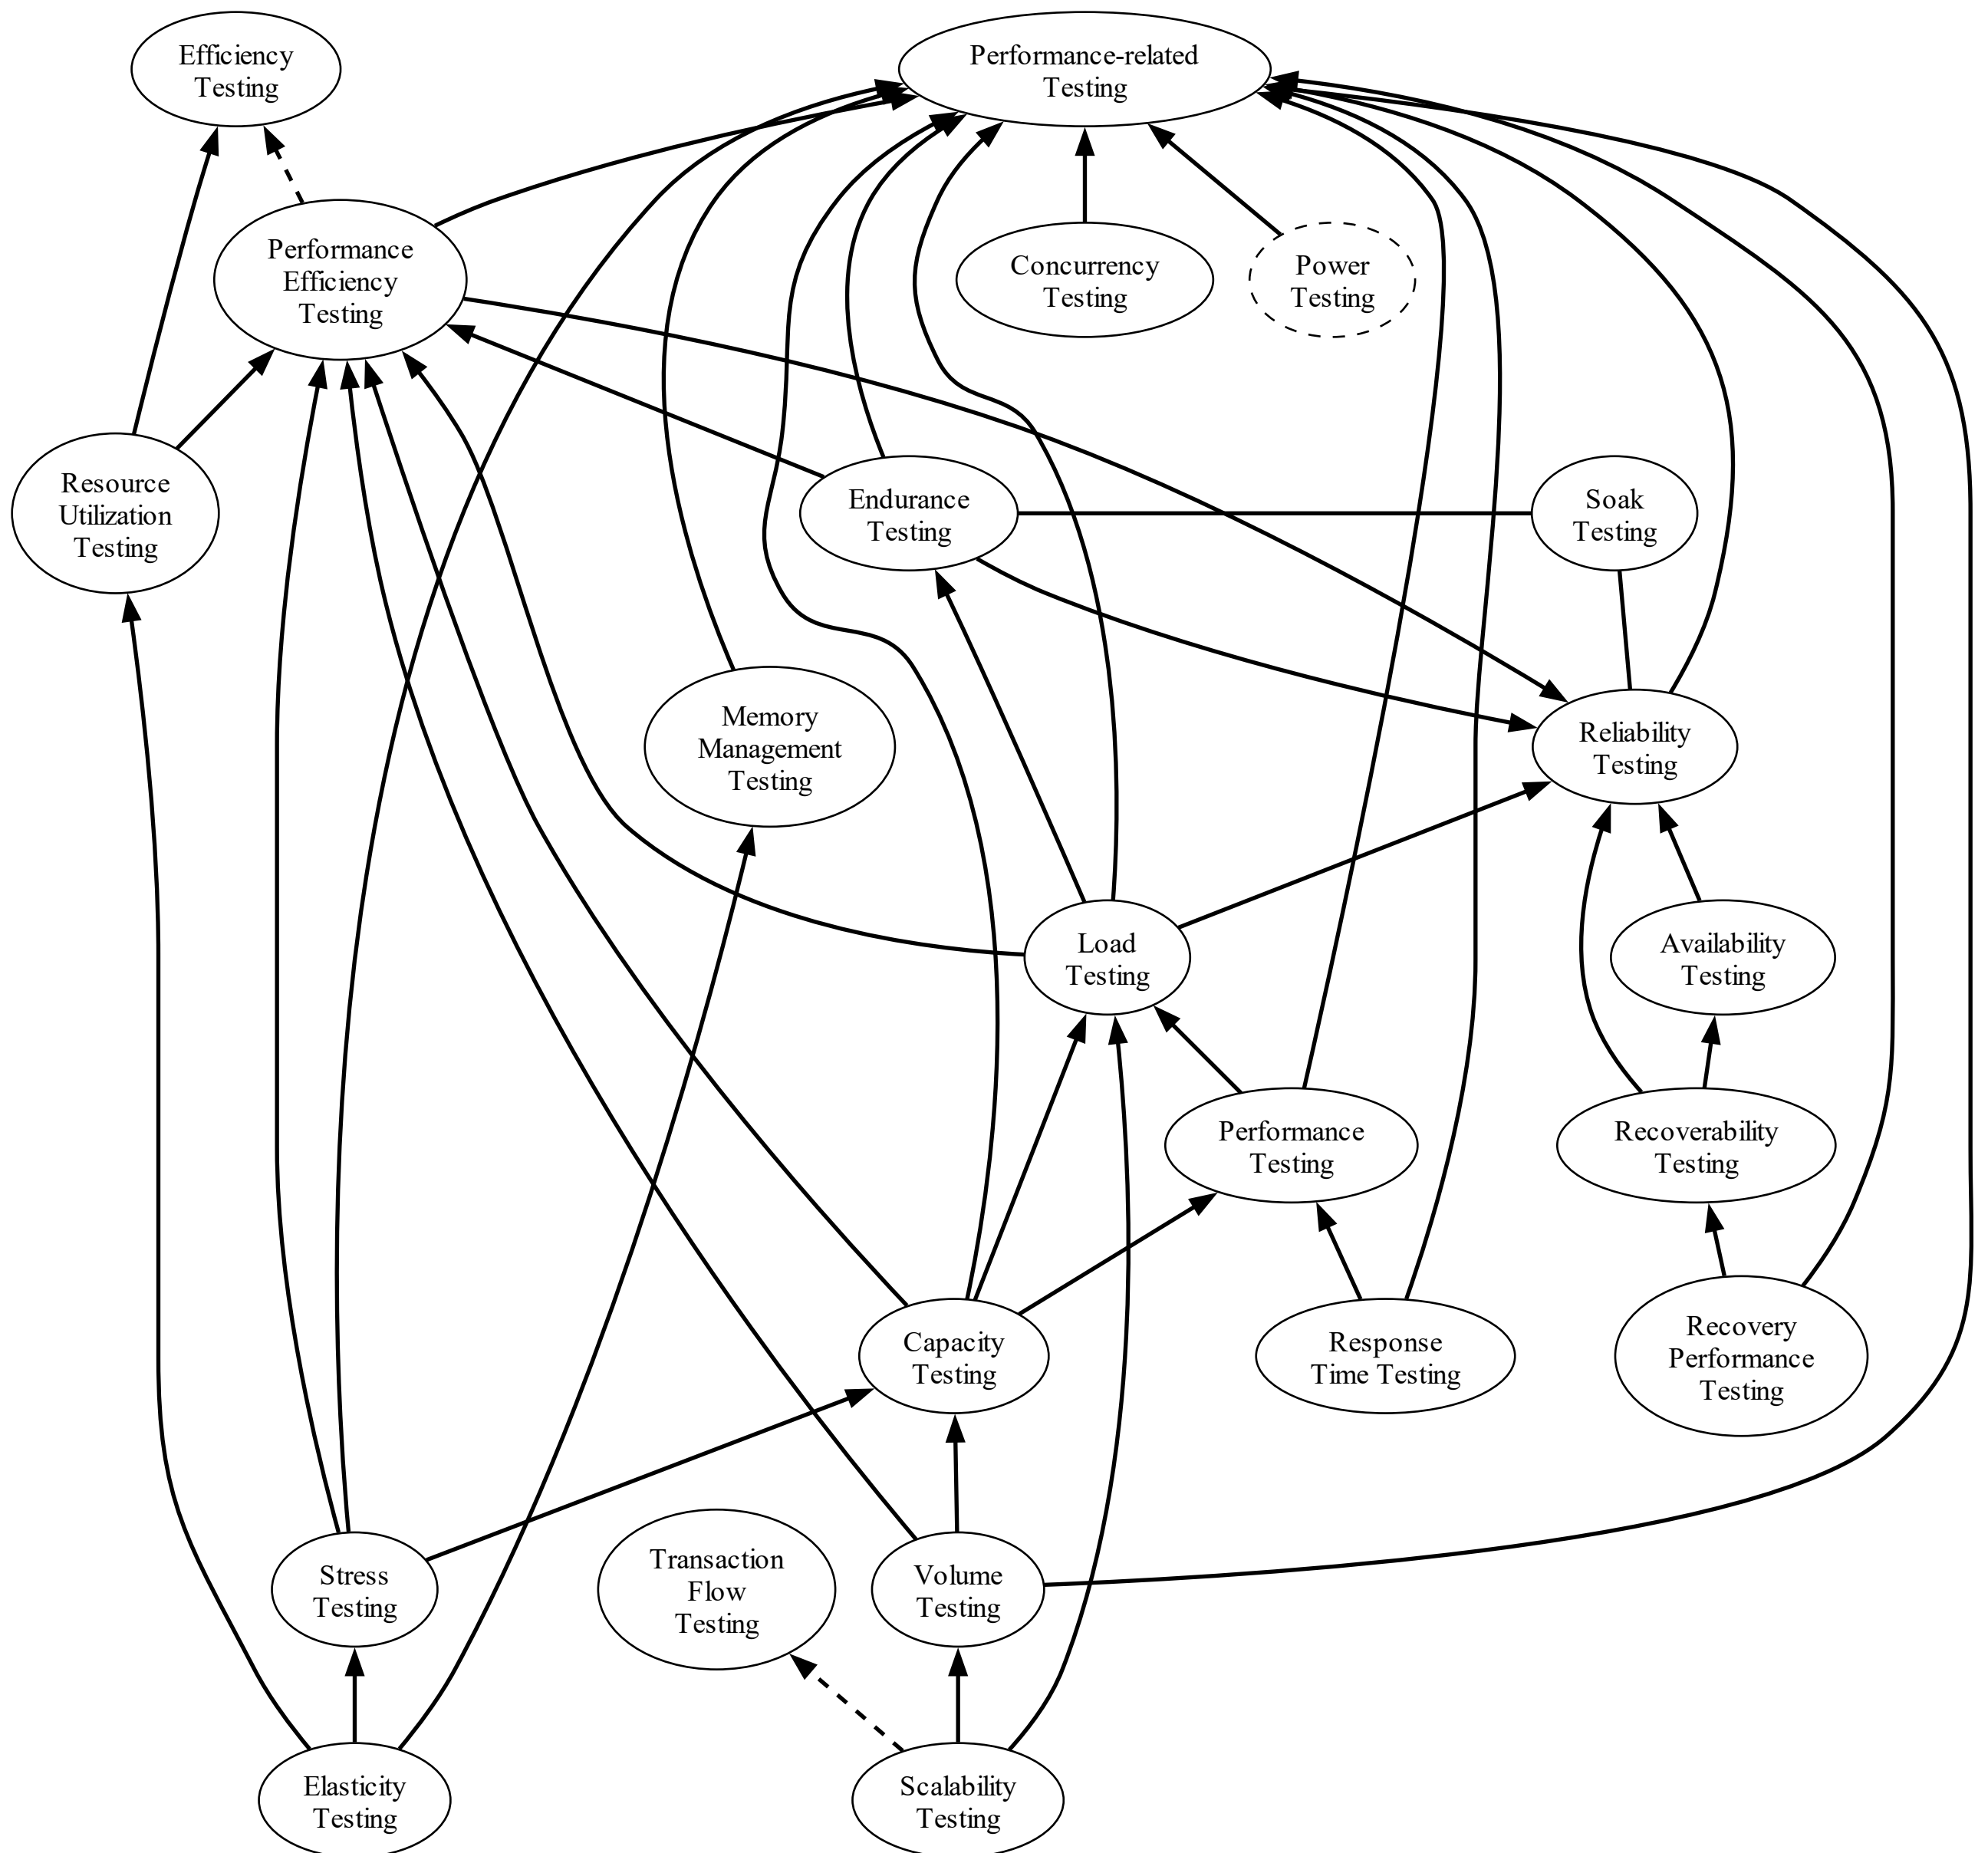 Efficiency
Testing
Performance-related
Testing
Performance
Efficiency
Testing
Concurrency
Testing
Power
Testing
Resource
Utilization
Testing
Endurance
Testing
Soak
Testing
Memory
Management
Testing
Reliability
Testing
Load
Testing
Availability
Testing
Performance
Testing
Recoverability
Testing
Capacity
Testing
Response
Time Testing
Recovery
Performance
Testing
Stress
Testing
Transaction
Flow
Testing
Volume
Testing
Elasticity
Testing
Scalability
Testing